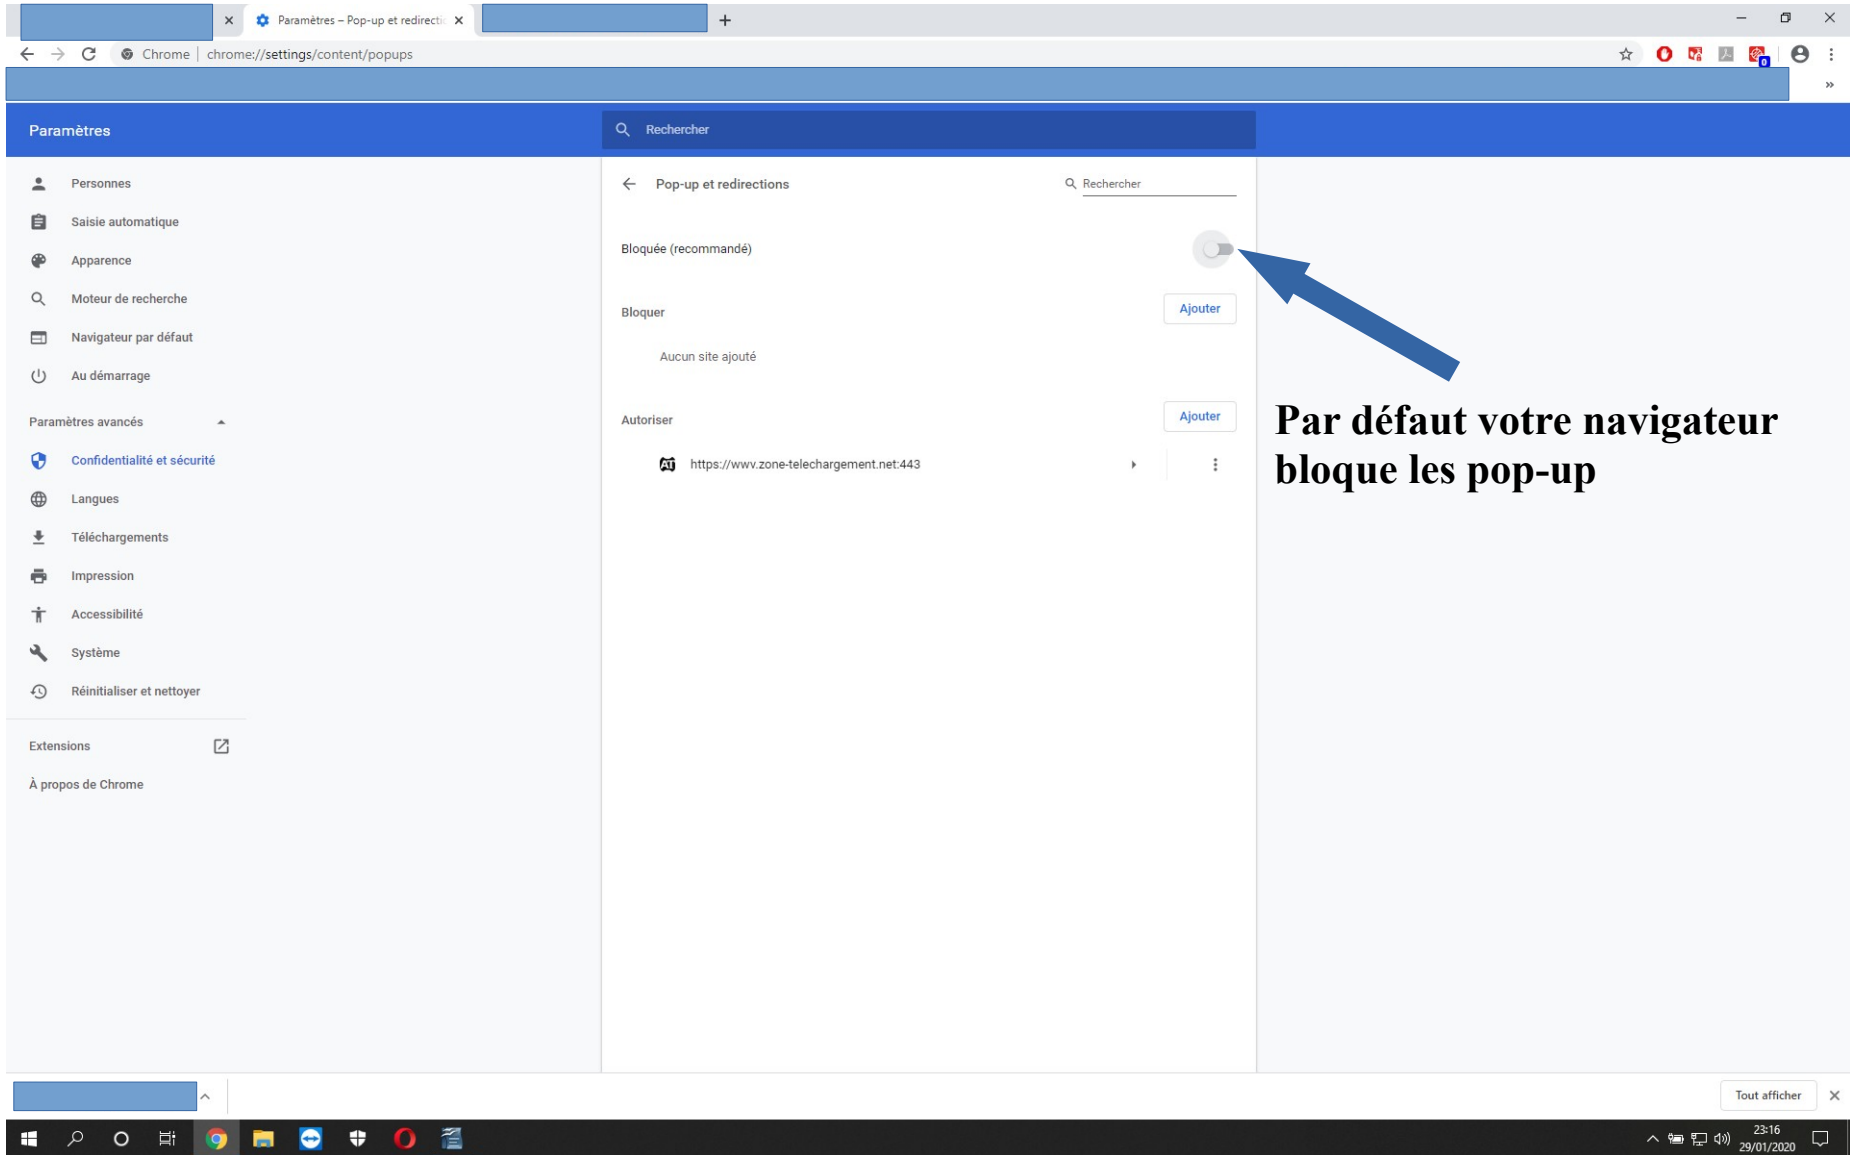 Paramètres – Pop-up et redirecti
Chrome | chrome://settings/content/popups
0
Paramètres
Rechercher
Personnes
Saisie automatique
Apparence
Moteur de recherche
Navigateur par défaut
Au démarrage
Paramètres avancés
Confidentialité et sécurité
Langues
Téléchargements
Impression
Accessibilité
Système
Réinitialiser et nettoyer
Extensions
À propos de Chrome
Pop-up et redirections
Rechercher
Bloquée (recommandé)
Bloquer
Ajouter
Aucun site ajouté
Autoriser
Ajouter
https://wwv.zone-telechargement.net:443
Par défaut votre navigateur
bloque les pop-up
Tout afficher
23:16
29/01/2020